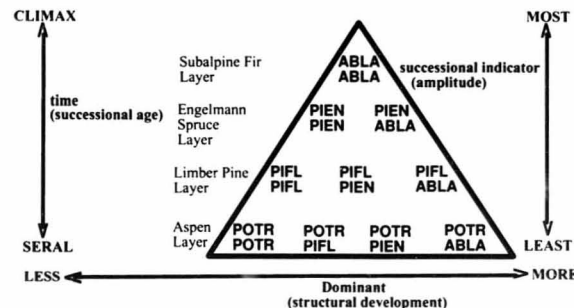 CLIMAX
MOST
Subalpine Fir
Layer
ABLA
ABLA
successional indicator
(amplitude)
time
(successional age)
Engelmann
Spruce
Layer
PIEN PIEN
PIEN ABLA
Limber Pine
Layer
PIFL PIFL PIFL
PIFL PIEN ABLA
Aspen
Layer
POTR POTR POTR POTR
POTR PIFL PIEN ABLA
SERAL
LEAST
LESS
MORE
Dominant
(structural development)